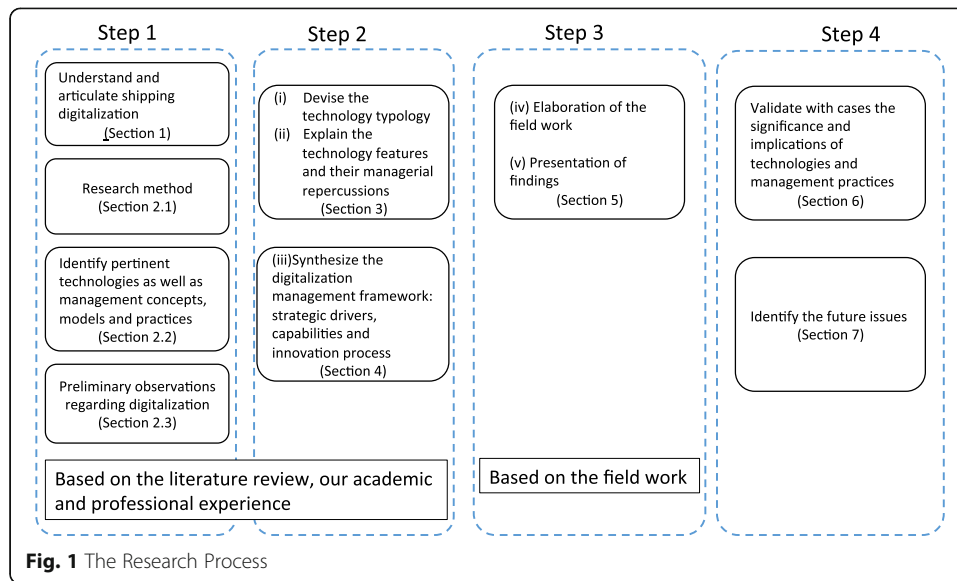 Step 1
Understand and
articulate shipping
digitalization
(Section 1)
Research method
(Section 2.1)
Identify pertinent
technologies as well as
management concepts,
models and practices
(Section 2.2)
Preliminary observations
regarding digitalization
(Section 2.3)
Step 2
(i) Devise the
technology typology
(ii) Explain the
technology features
and their managerial
repercussions
(Section 3)
(iii)Synthesize the
digitalization
management framework:
strategic drivers,
capabilities and
innovation process
(Section 4)
Based on the literature review, our academic
and professional experience
Step 3
(iv) Elaboration of the
field work
(v) Presentation of
findings
(Section 5)
Based on the field work
Step 4
Validate with cases the
significance and
implications of
technologies and
management practices
(Section 6)
Identify the future issues
(Section 7)
Fig. 1 The Research Process